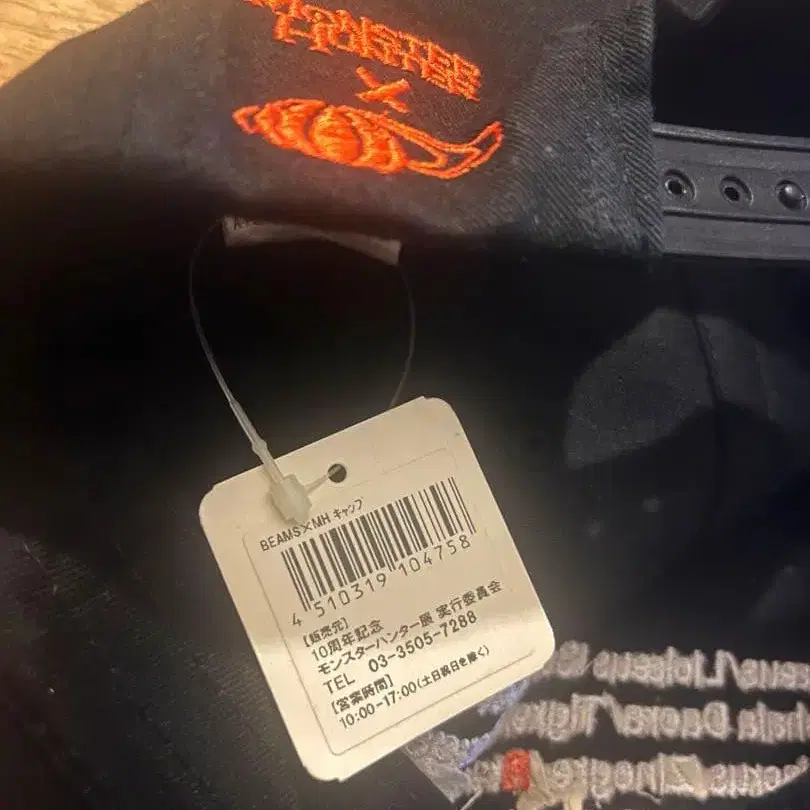 MONSTER
HUNTER
×
BEAMS×MH キャップ
4 510319 104758
【販売元】
10周年記念
モンスターハンター展 実行委員会
TEL 03-3505-7288
【営業時間】
10:00-17:00(土日祝日を除く)